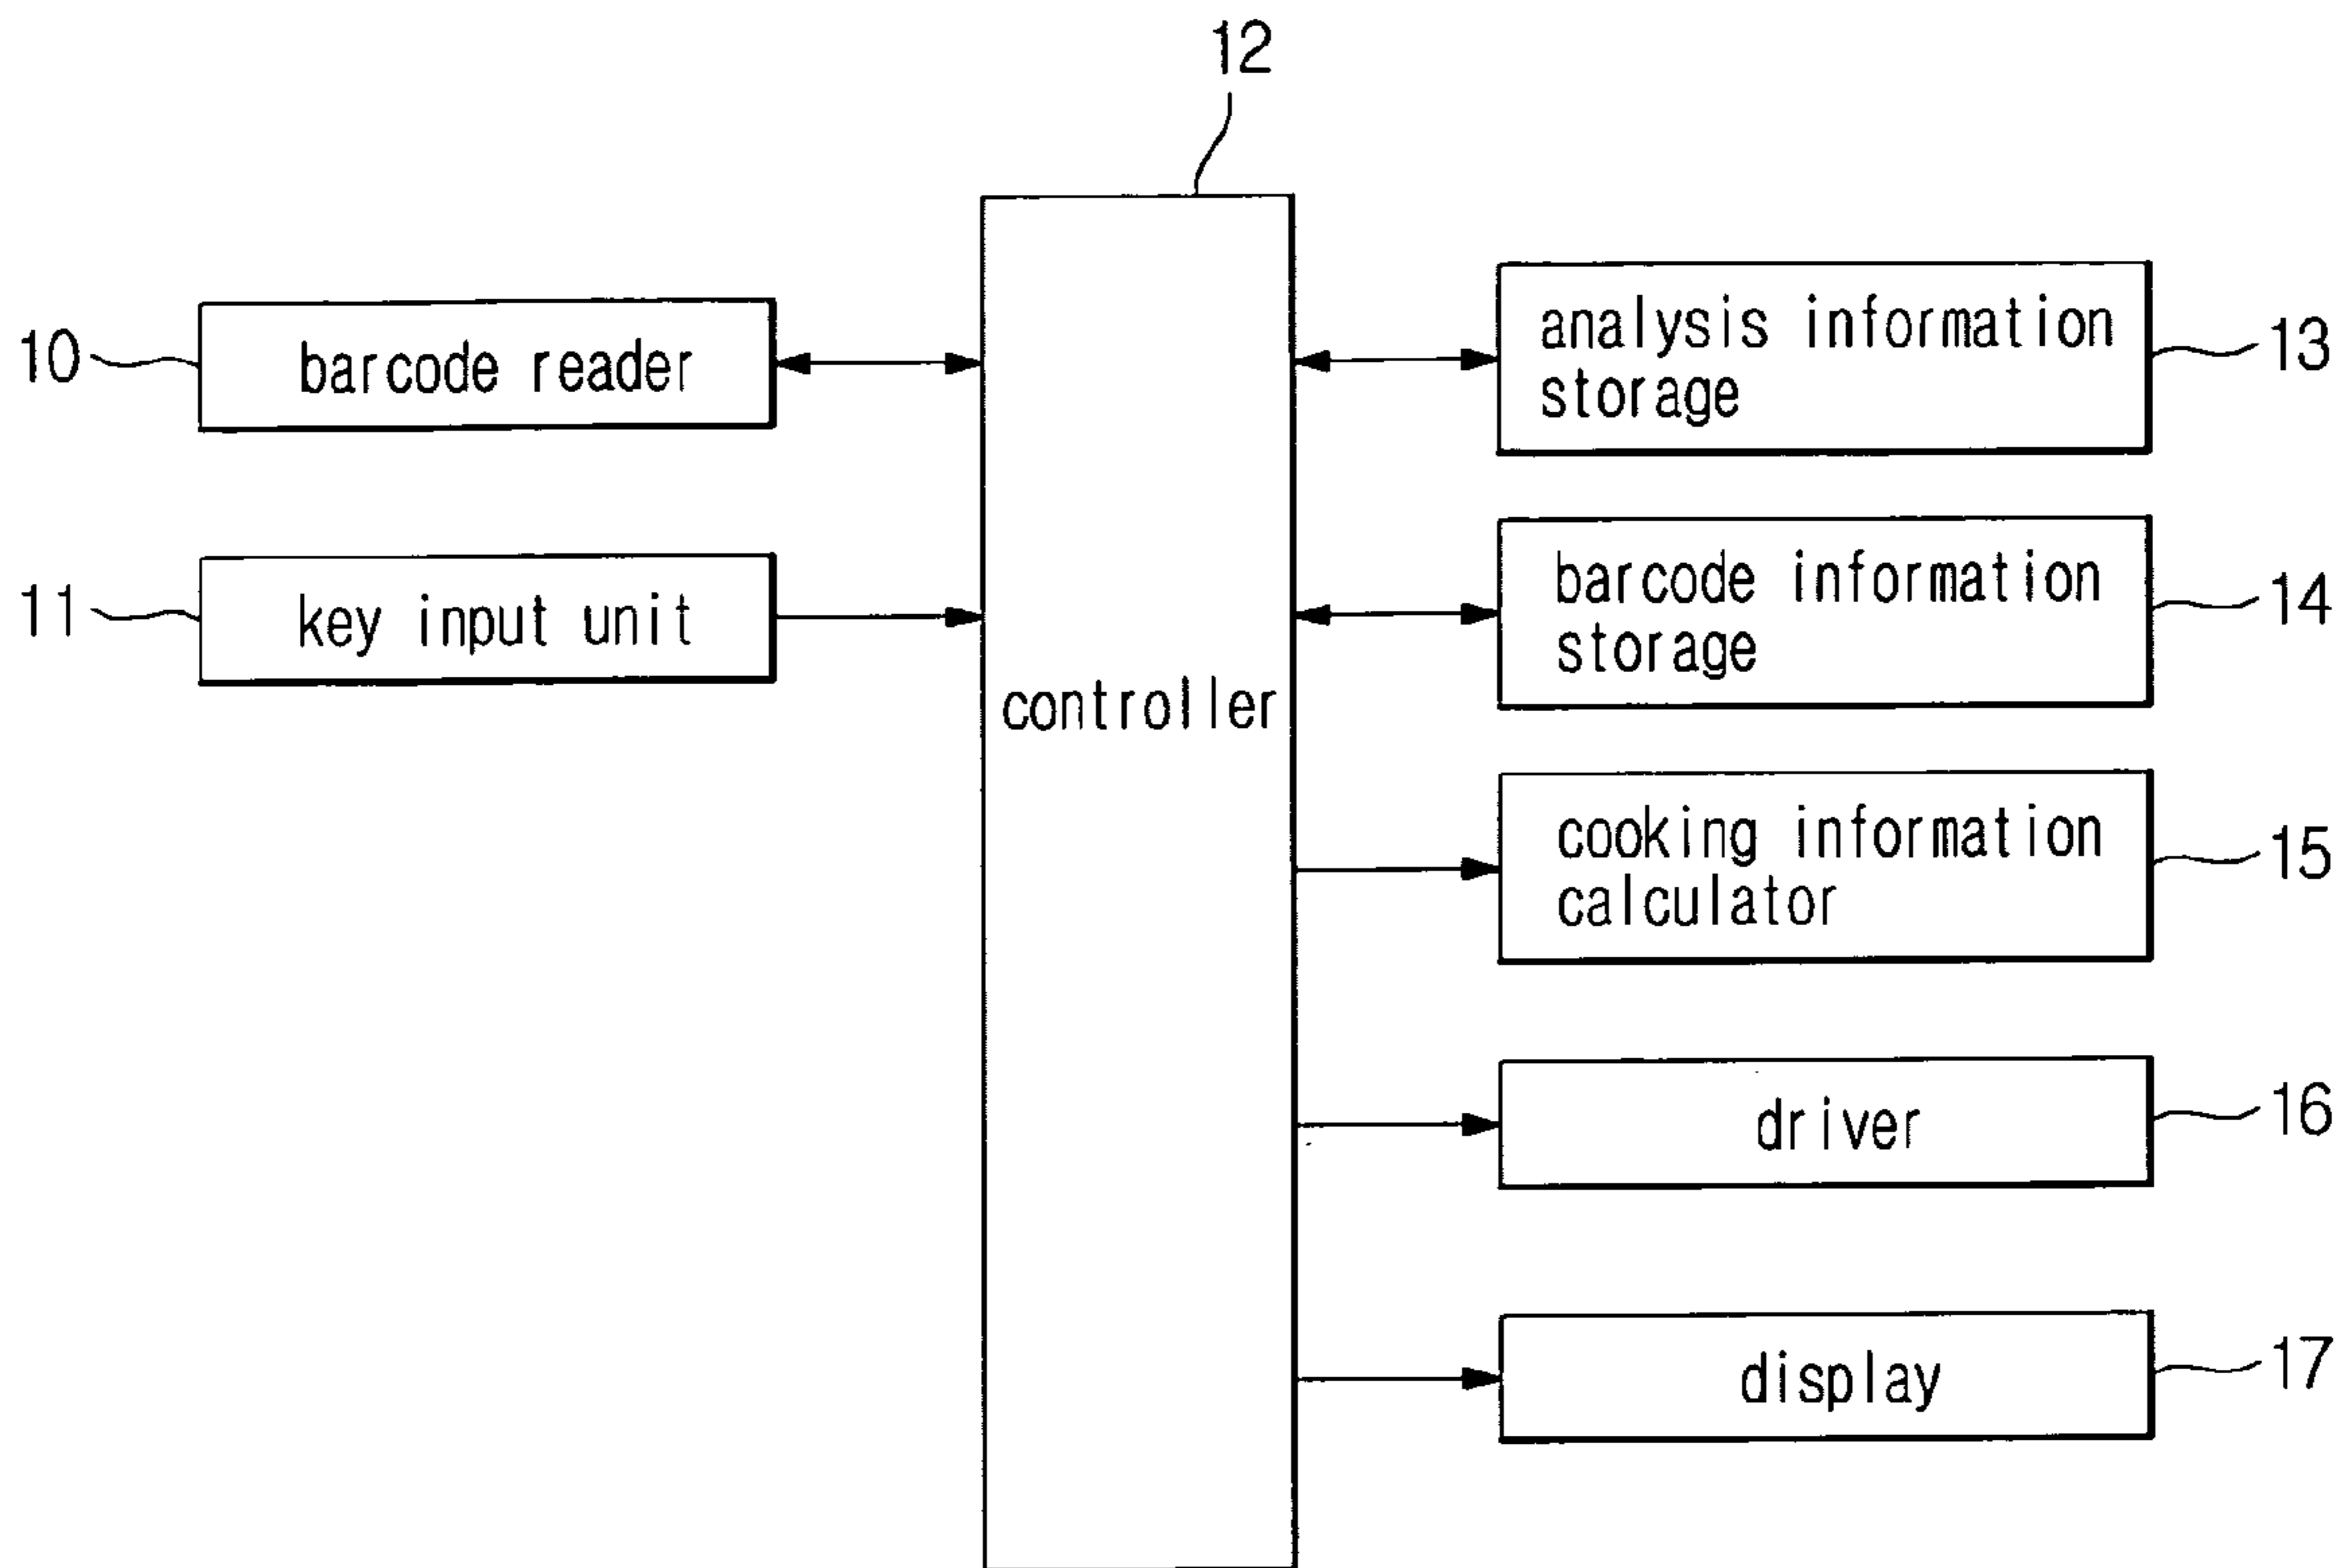 12
10
barcode reader
11
key input unit
controller
analysis information
storage
13
barcode information
storage
14
cooking information
calculator
15
driver
16
display
17